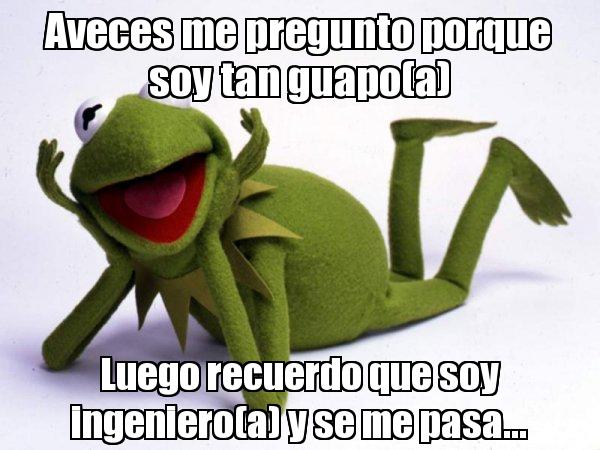 Aveces me pregunto porque
soy tan guapo(a)
Luego recuerdo que soy
ingeniero(a) y se me pasa...